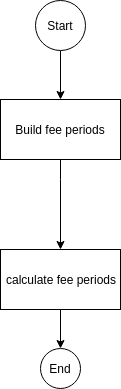 Start
Build fee periods
calculate fee periods
End